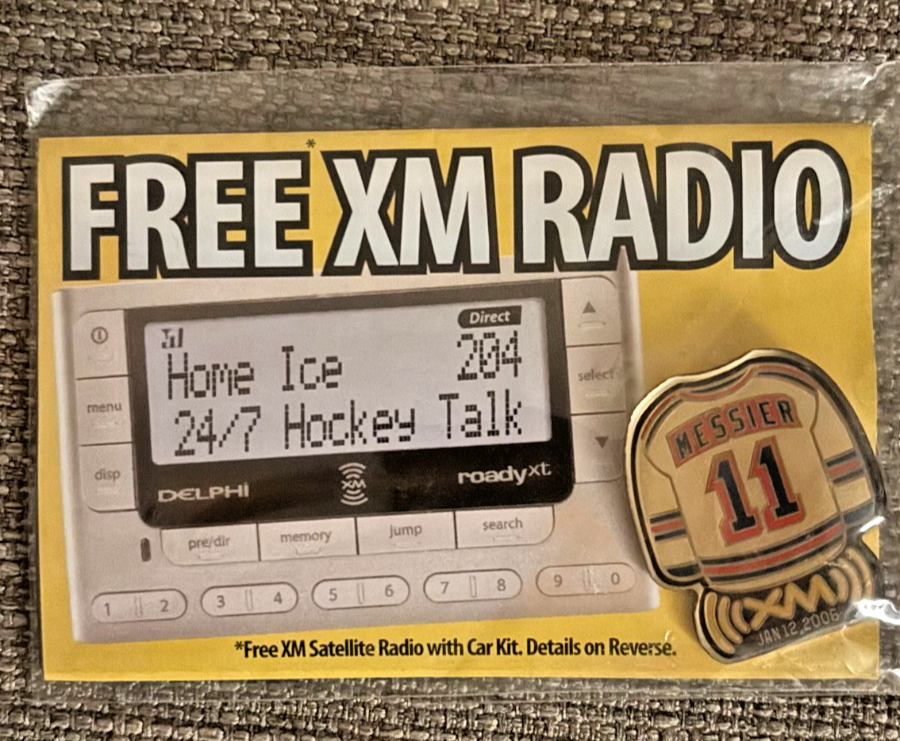 FREE* XM RADIO
Direct
Home Ice 204
24/7 Hockey Talk
menu
disp
select
DELPHI
XM
roadyxt
pre/dir
memory
jump
search
1 2
3 4
5 6
7 8
9 0
MESSIER
11
XM
JAN 12, 2006
*Free XM Satellite Radio with Car Kit. Details on Reverse.